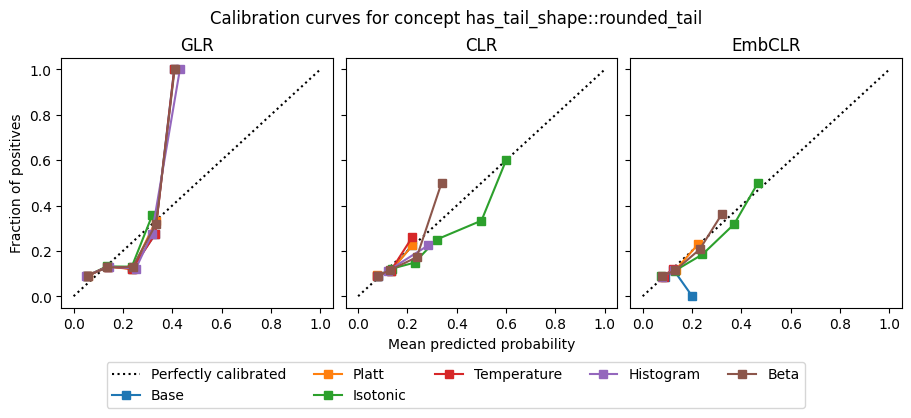 Calibration curves for concept has_tail_shape::rounded_tail
GLR
CLR
EmbCLR
Fraction of positives
1.0
0.8
0.6
0.4
0.2
0.0
0.0 0.2 0.4 0.6 0.8 1.0
0.0 0.2 0.4 0.6 0.8 1.0
0.0 0.2 0.4 0.6 0.8 1.0
Mean predicted probability
Perfectly calibrated Platt Temperature Histogram Beta
Base Isotonic